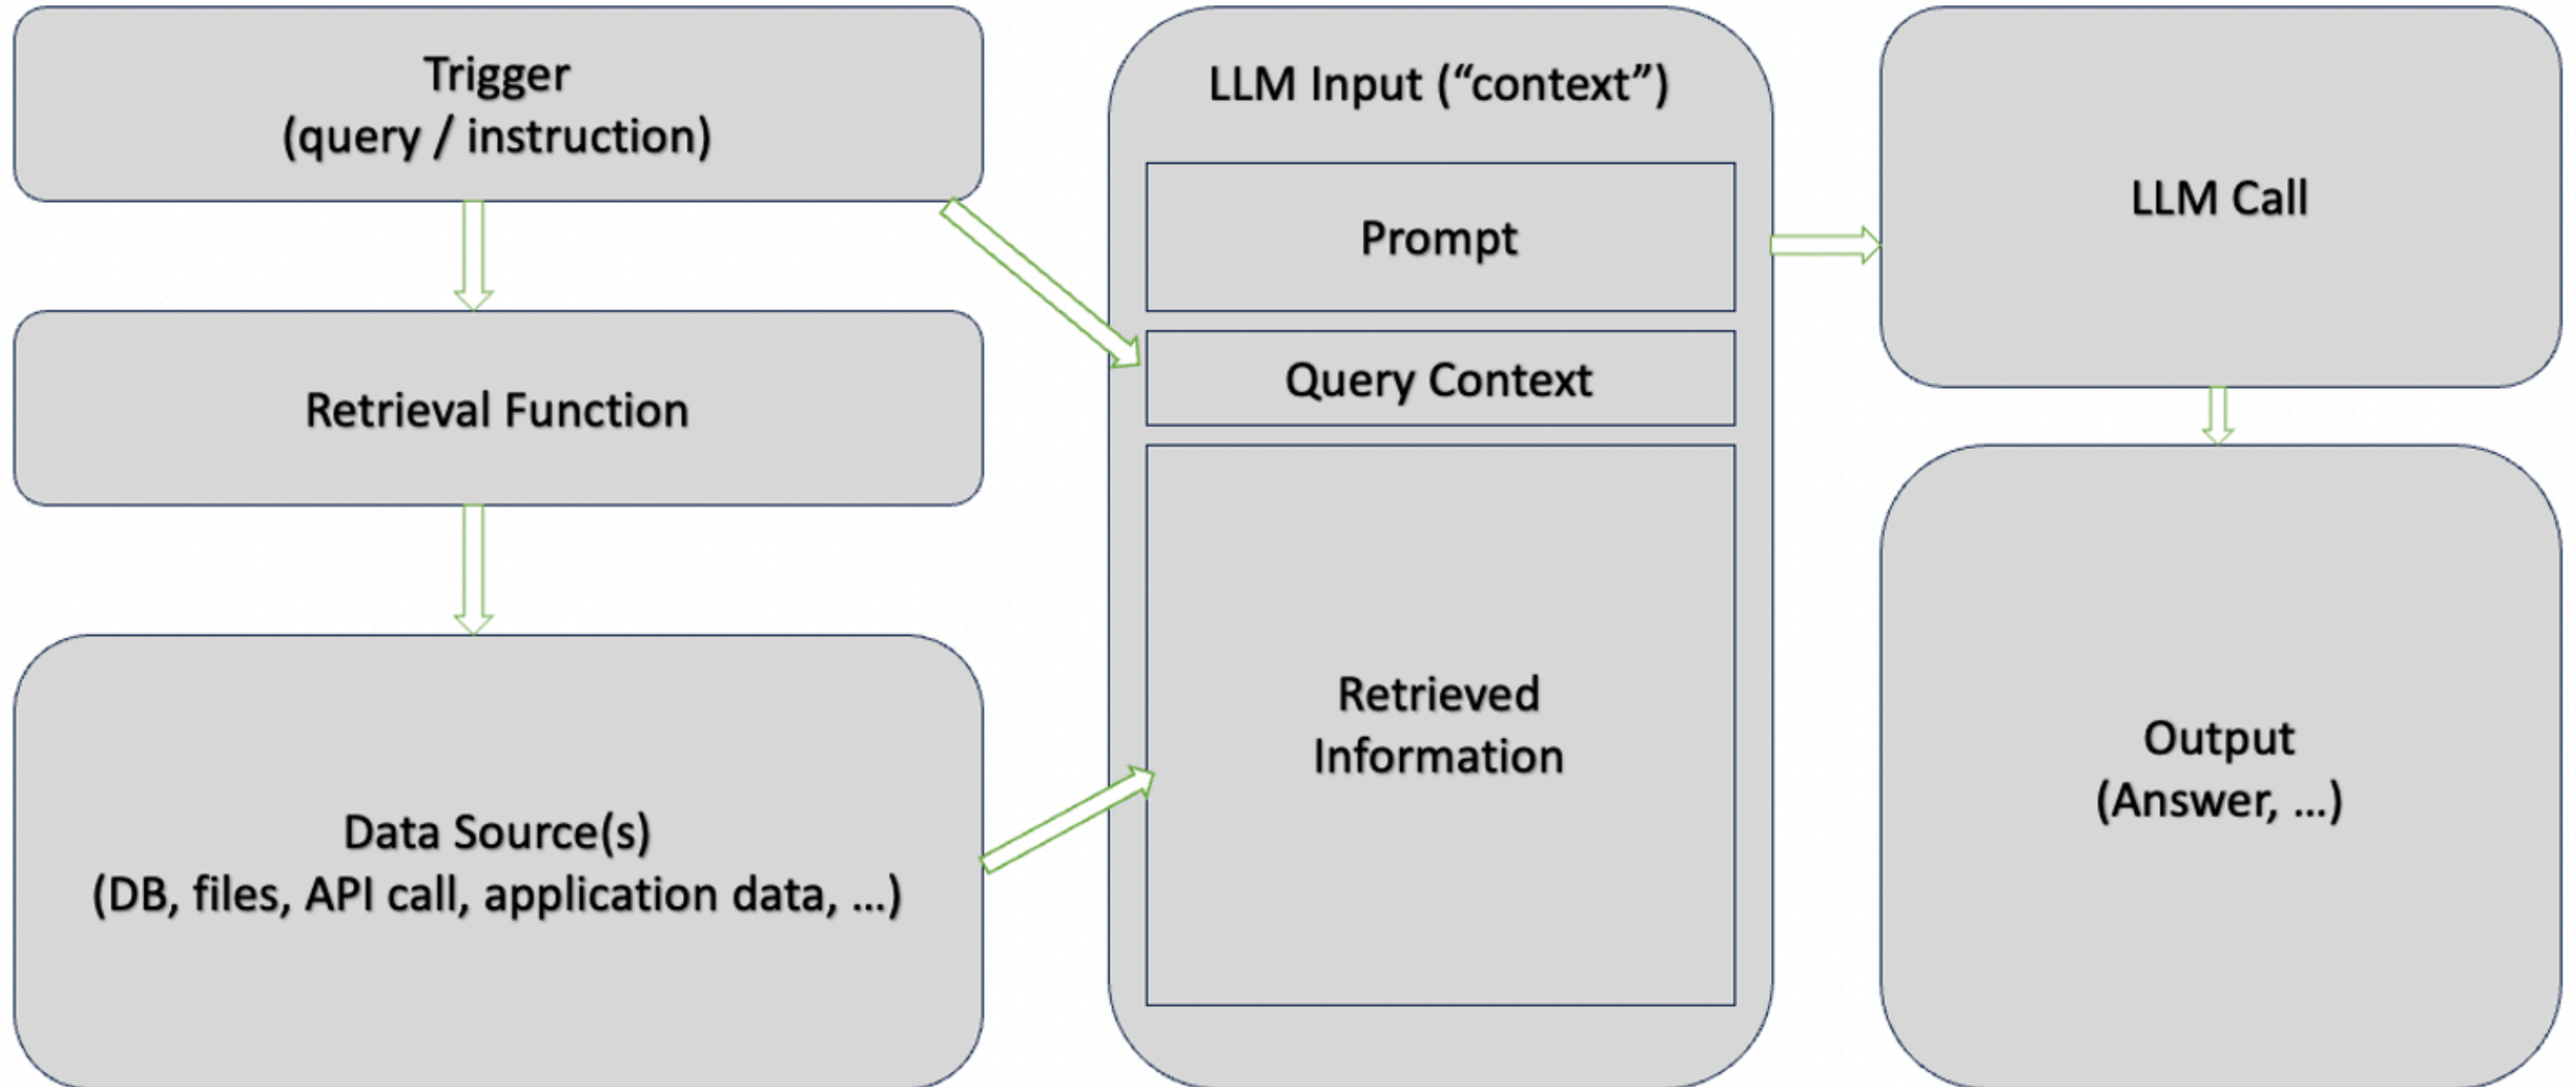 Trigger
(query / instruction)
Retrieval Function
Data Source(s)
(DB, files, API call, application data, ...)
LLM Input (“context”)
Prompt
Query Context
Retrieved
Information
LLM Call
Output
(Answer, ...)